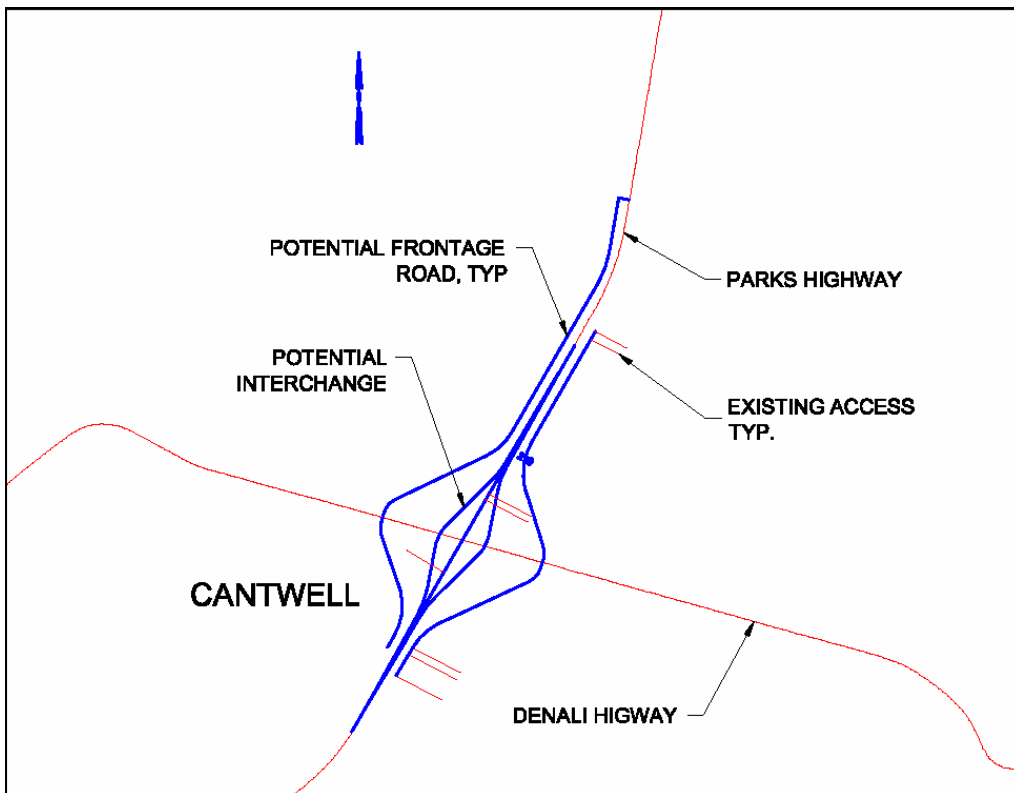 POTENTIAL FRONTAGE
ROAD, TYP
PARKS HIGHWAY
POTENTIAL
INTERCHANGE
EXISTING ACCESS
TYP.
CANTWELL
DENALI HIGWAY